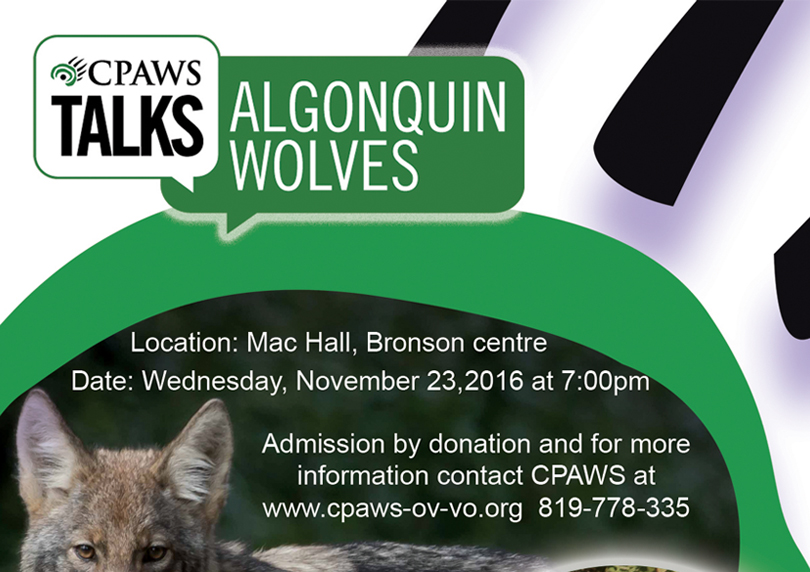 CPAWS
TALKS
ALGONQUIN
WOLVES
Location: Mac Hall, Bronson centre
Date: Wednesday, November 23,2016 at 7:00pm
Admission by donation and for more
information contact CPAWS at
www.cpaws-ov-vo.org 819-778-335